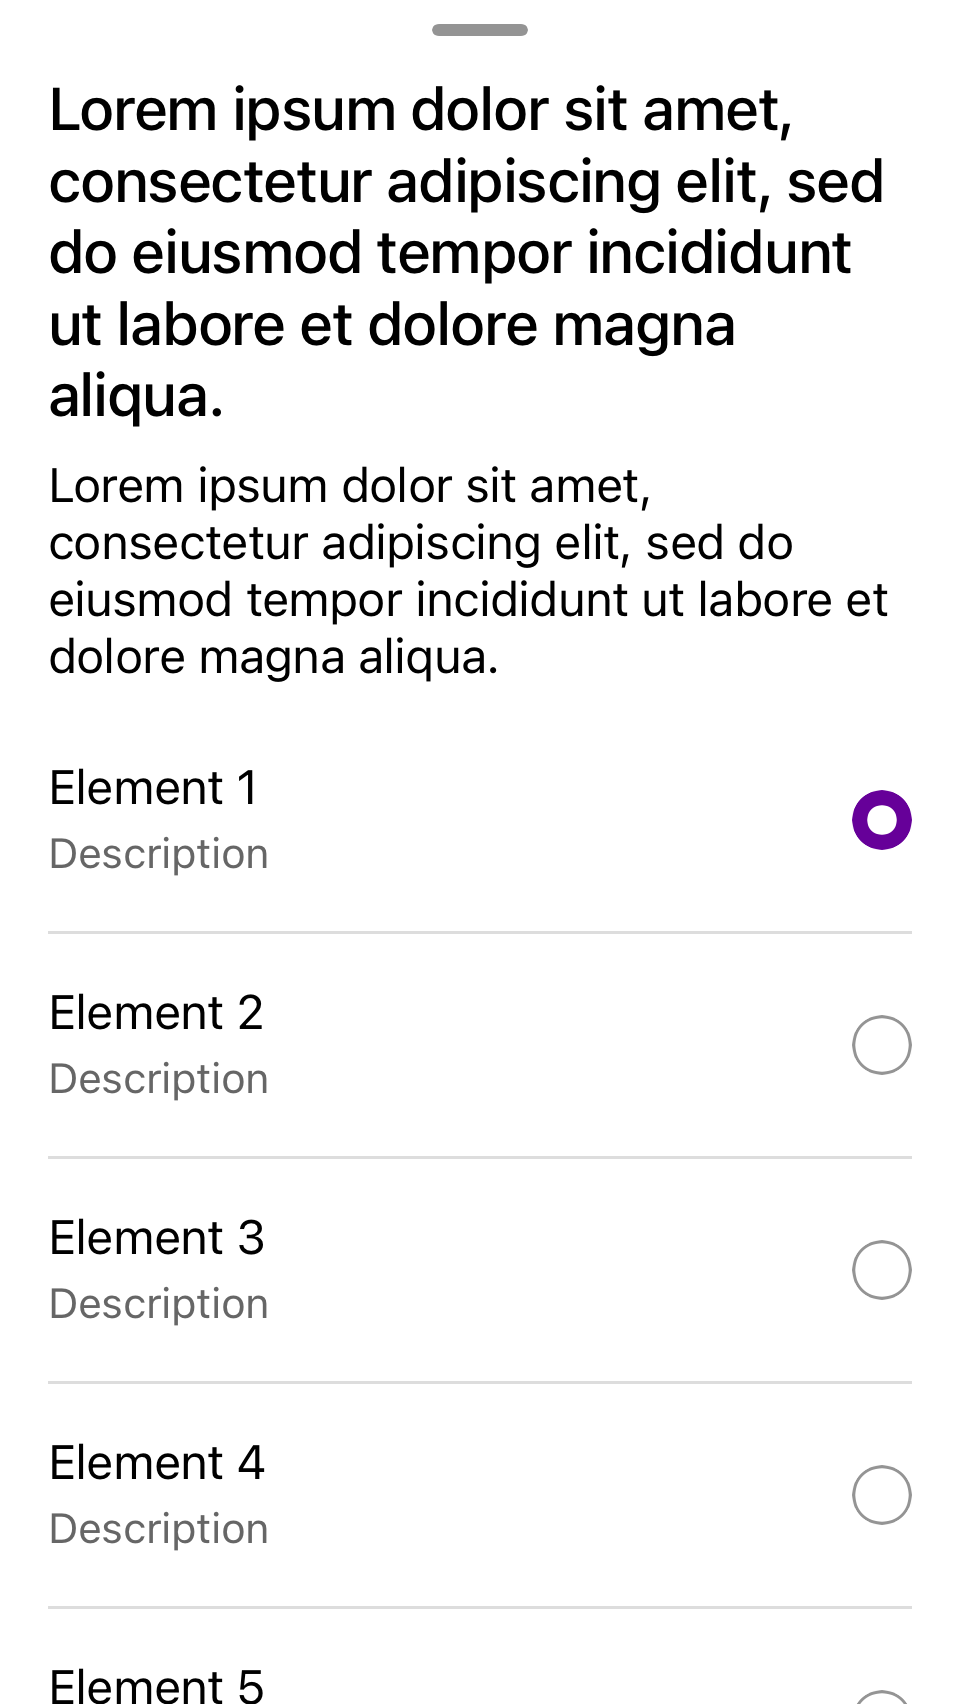 Lorem ipsum dolor sit amet,
consectetur adipiscing elit, sed
do eiusmod tempor incididunt
ut labore et dolore magna
aliqua.
Lorem ipsum dolor sit amet,
consectetur adipiscing elit, sed do
eiusmod tempor incididunt ut labore et
dolore magna aliqua.
Element 1
Description
Element 2
Description
Element 3
Description
Element 4
Description
Element 5